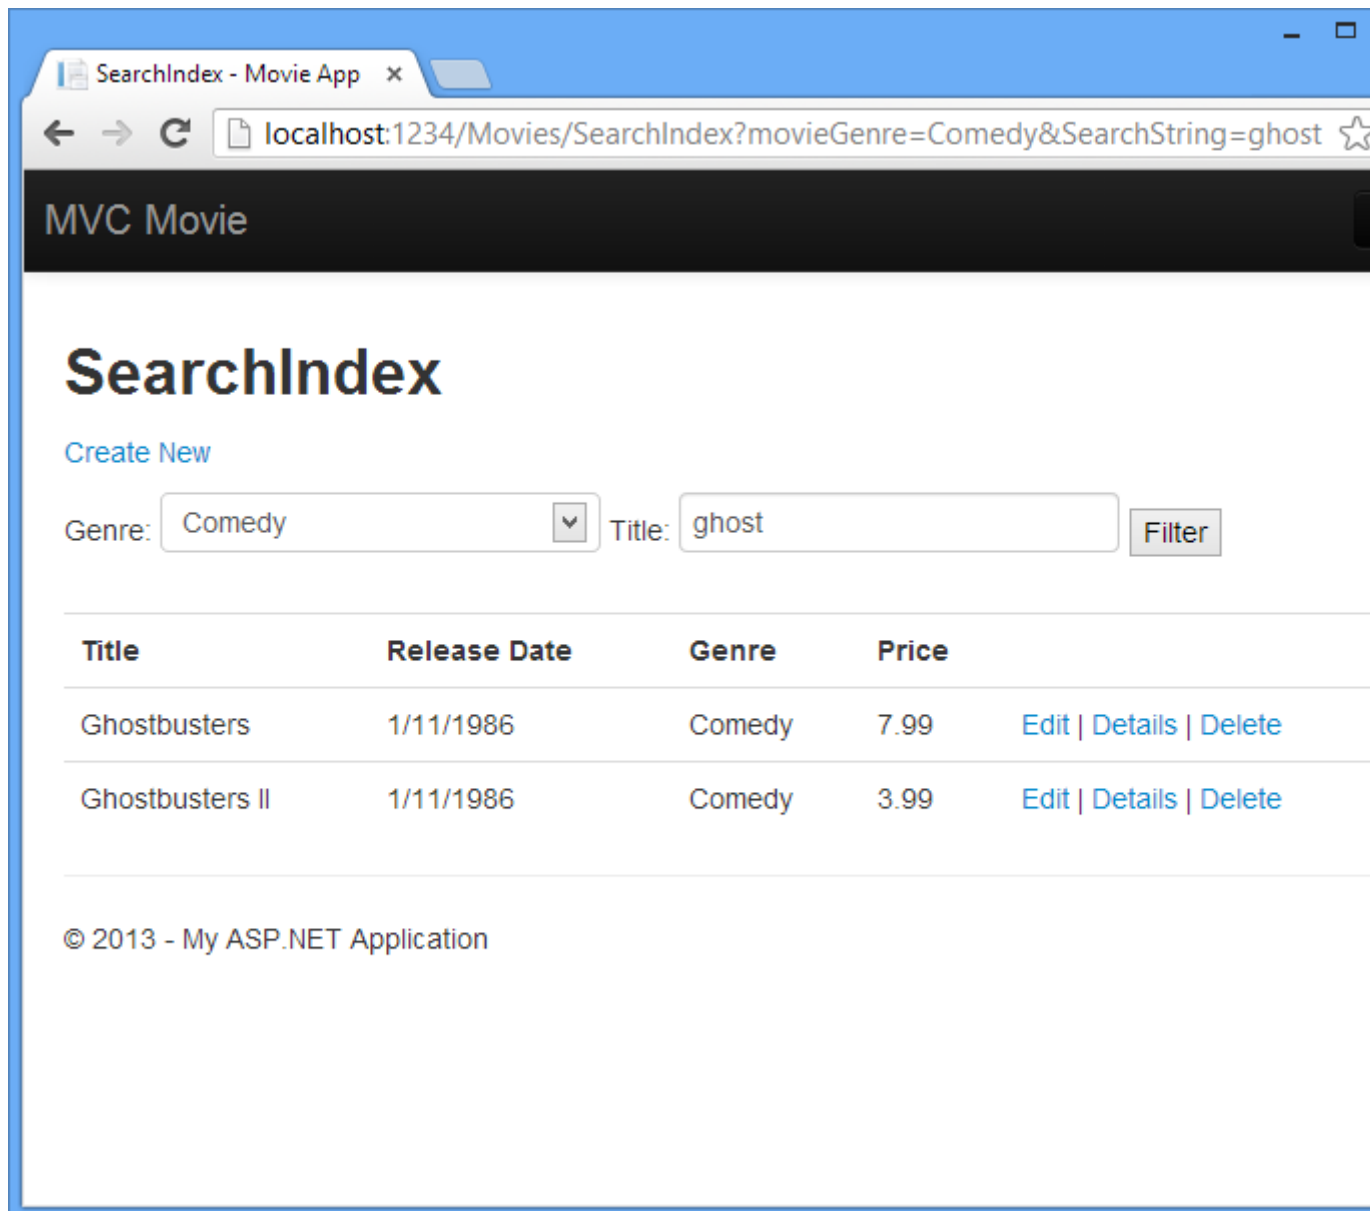 SearchIndex - Movie App
localhost:1234/Movies/SearchIndex?movieGenre=Comedy&SearchString=ghost
MVC Movie
SearchIndex
Create New
Genre: Comedy Title: ghost Filter
Title Release Date Genre Price
Ghostbusters 1/11/1986 Comedy 7.99 Edit | Details | Delete
Ghostbusters II 1/11/1986 Comedy 3.99 Edit | Details | Delete
© 2013 - My ASP.NET Application